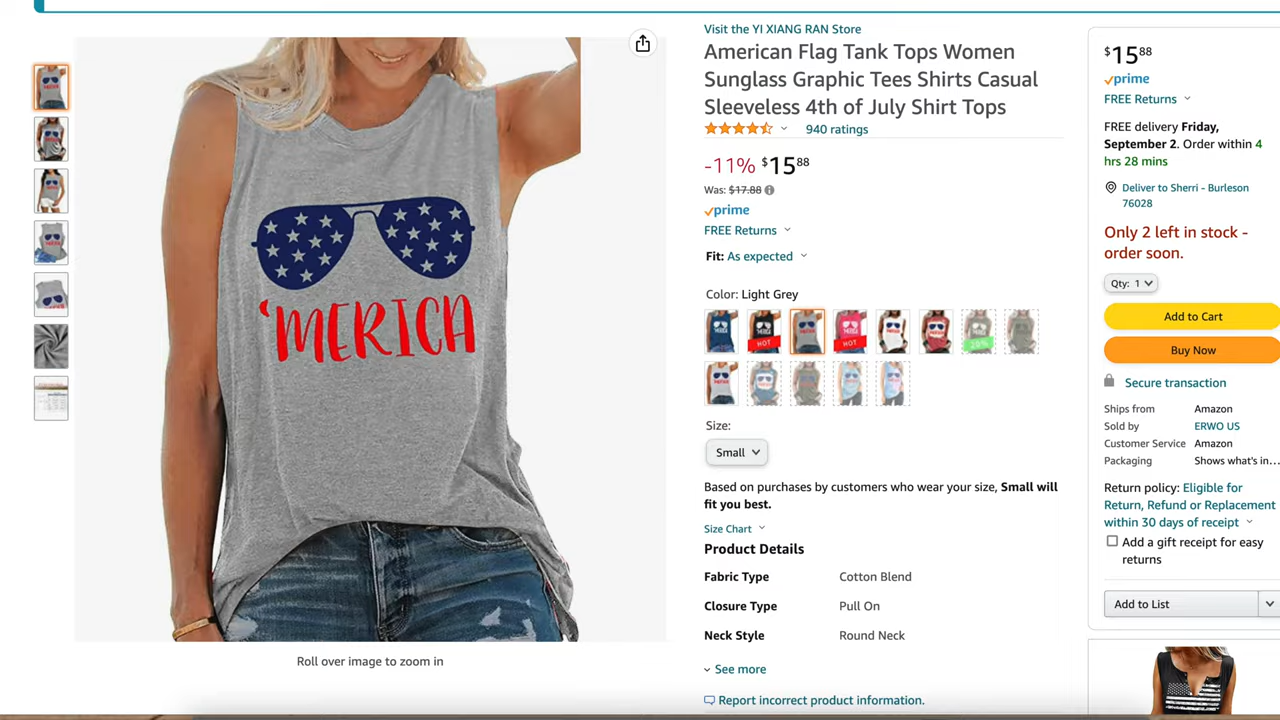 Visit the YI XIANG RAN Store
American Flag Tank Tops Women
Sunglass Graphic Tees Shirts Casual
Sleeveless 4th of July Shirt Tops
940 ratings
-11% $15 88
Was: $17.88
prime
FREE Returns
Fit: As expected
Color: Light Grey
HOT
HOT
20%
Size:
Small
Based on purchases by customers who wear your size, Small will
fit you best.
Size Chart
Product Details
Fabric Type Cotton Blend
Closure Type Pull On
Neck Style Round Neck
See more
Report incorrect product information.
'MERICA
Roll over image to zoom in
$15 88
prime
FREE Returns
FREE delivery Friday,
September 2. Order within 4
hrs 28 mins
Deliver to Sherri - Burleson
76028
Only 2 left in stock -
order soon.
Qty: 1
Add to Cart
Buy Now
Secure transaction
Ships from Amazon
Sold by ERWO US
Customer Service Amazon
Packaging Shows what's in...
Return policy: Eligible for
Return, Refund or Replacement
within 30 days of receipt
Add a gift receipt for easy
returns
Add to List